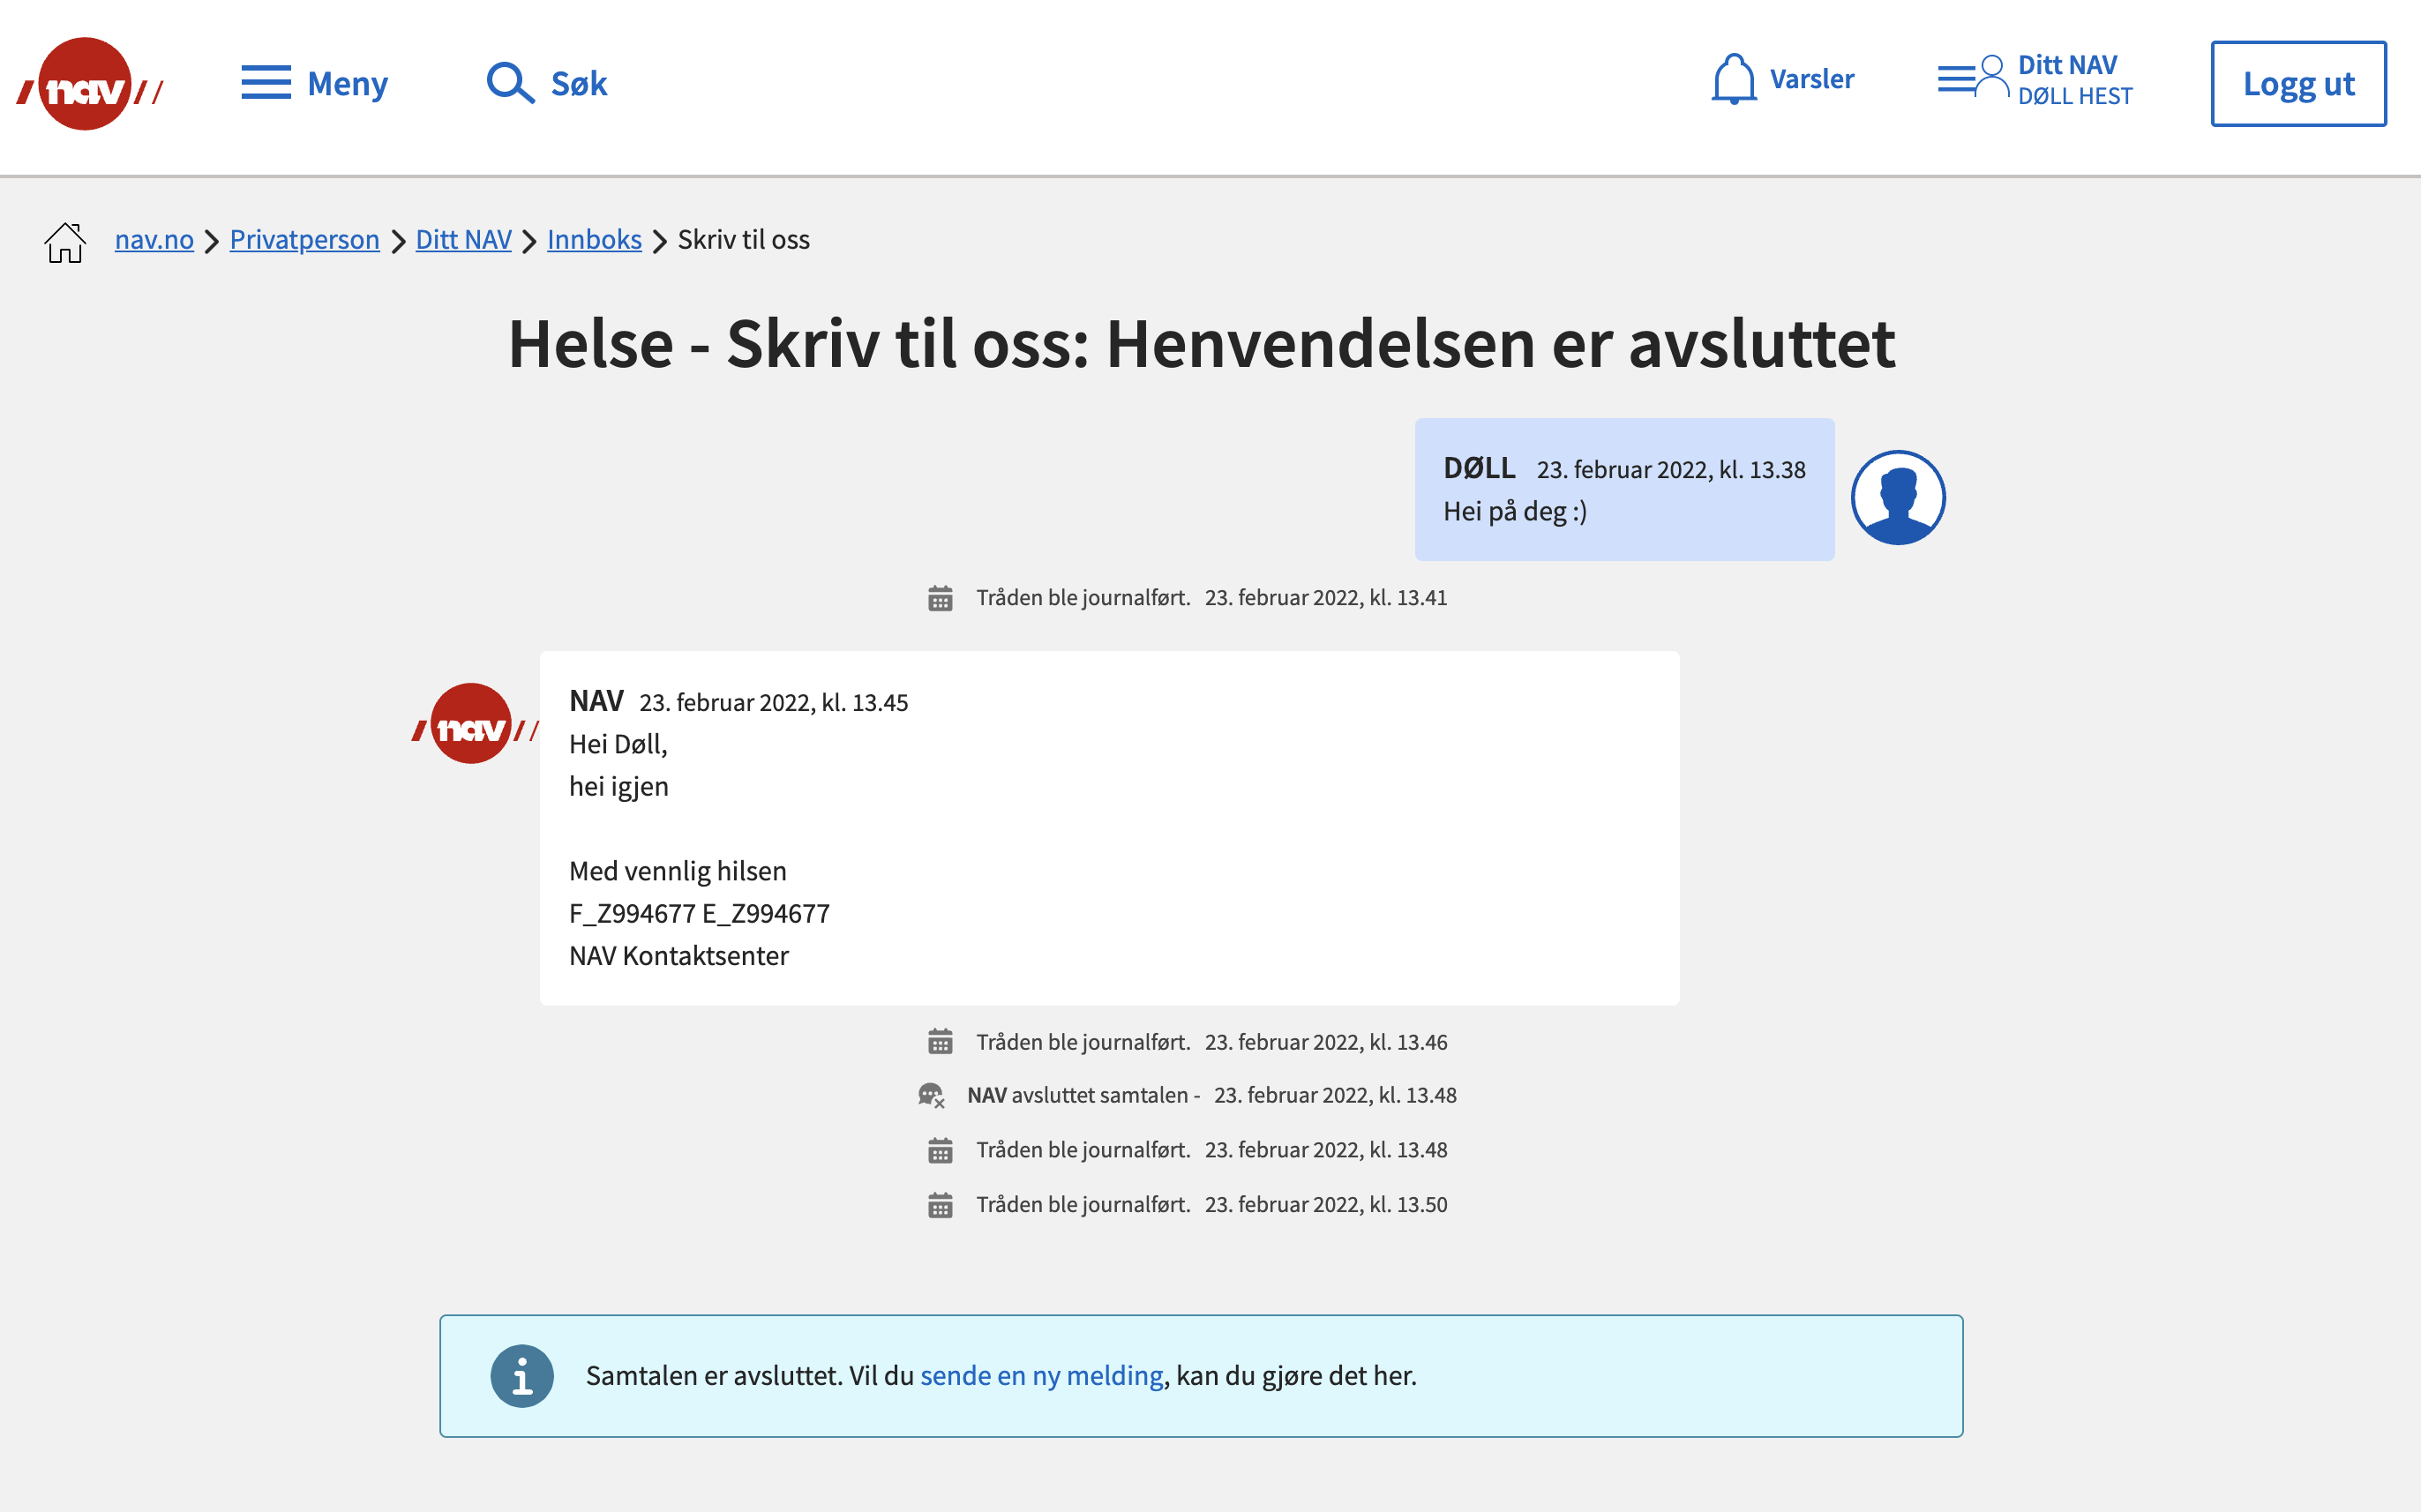 nav
Meny
Søk
Varsler
Ditt NAV
DØLL HEST
Logg ut
nav.no Privatperson Ditt NAV Innboks Skriv til oss
Helse - Skriv til oss: Henvendelsen er avsluttet
DØLL 23. februar 2022, kl. 13.38
Hei på deg :)
Tråden ble journalført. 23. februar 2022, kl. 13.41
nav
NAV 23. februar 2022, kl. 13.45
Hei Døll,
hei igjen
Med vennlig hilsen
F_Z994677 E_Z994677
NAV Kontaktsenter
Tråden ble journalført. 23. februar 2022, kl. 13.46
NAV avsluttet samtalen - 23. februar 2022, kl. 13.48
Tråden ble journalført. 23. februar 2022, kl. 13.48
Tråden ble journalført. 23. februar 2022, kl. 13.50
Samtalen er avsluttet. Vil du sende en ny melding, kan du gjøre det her.